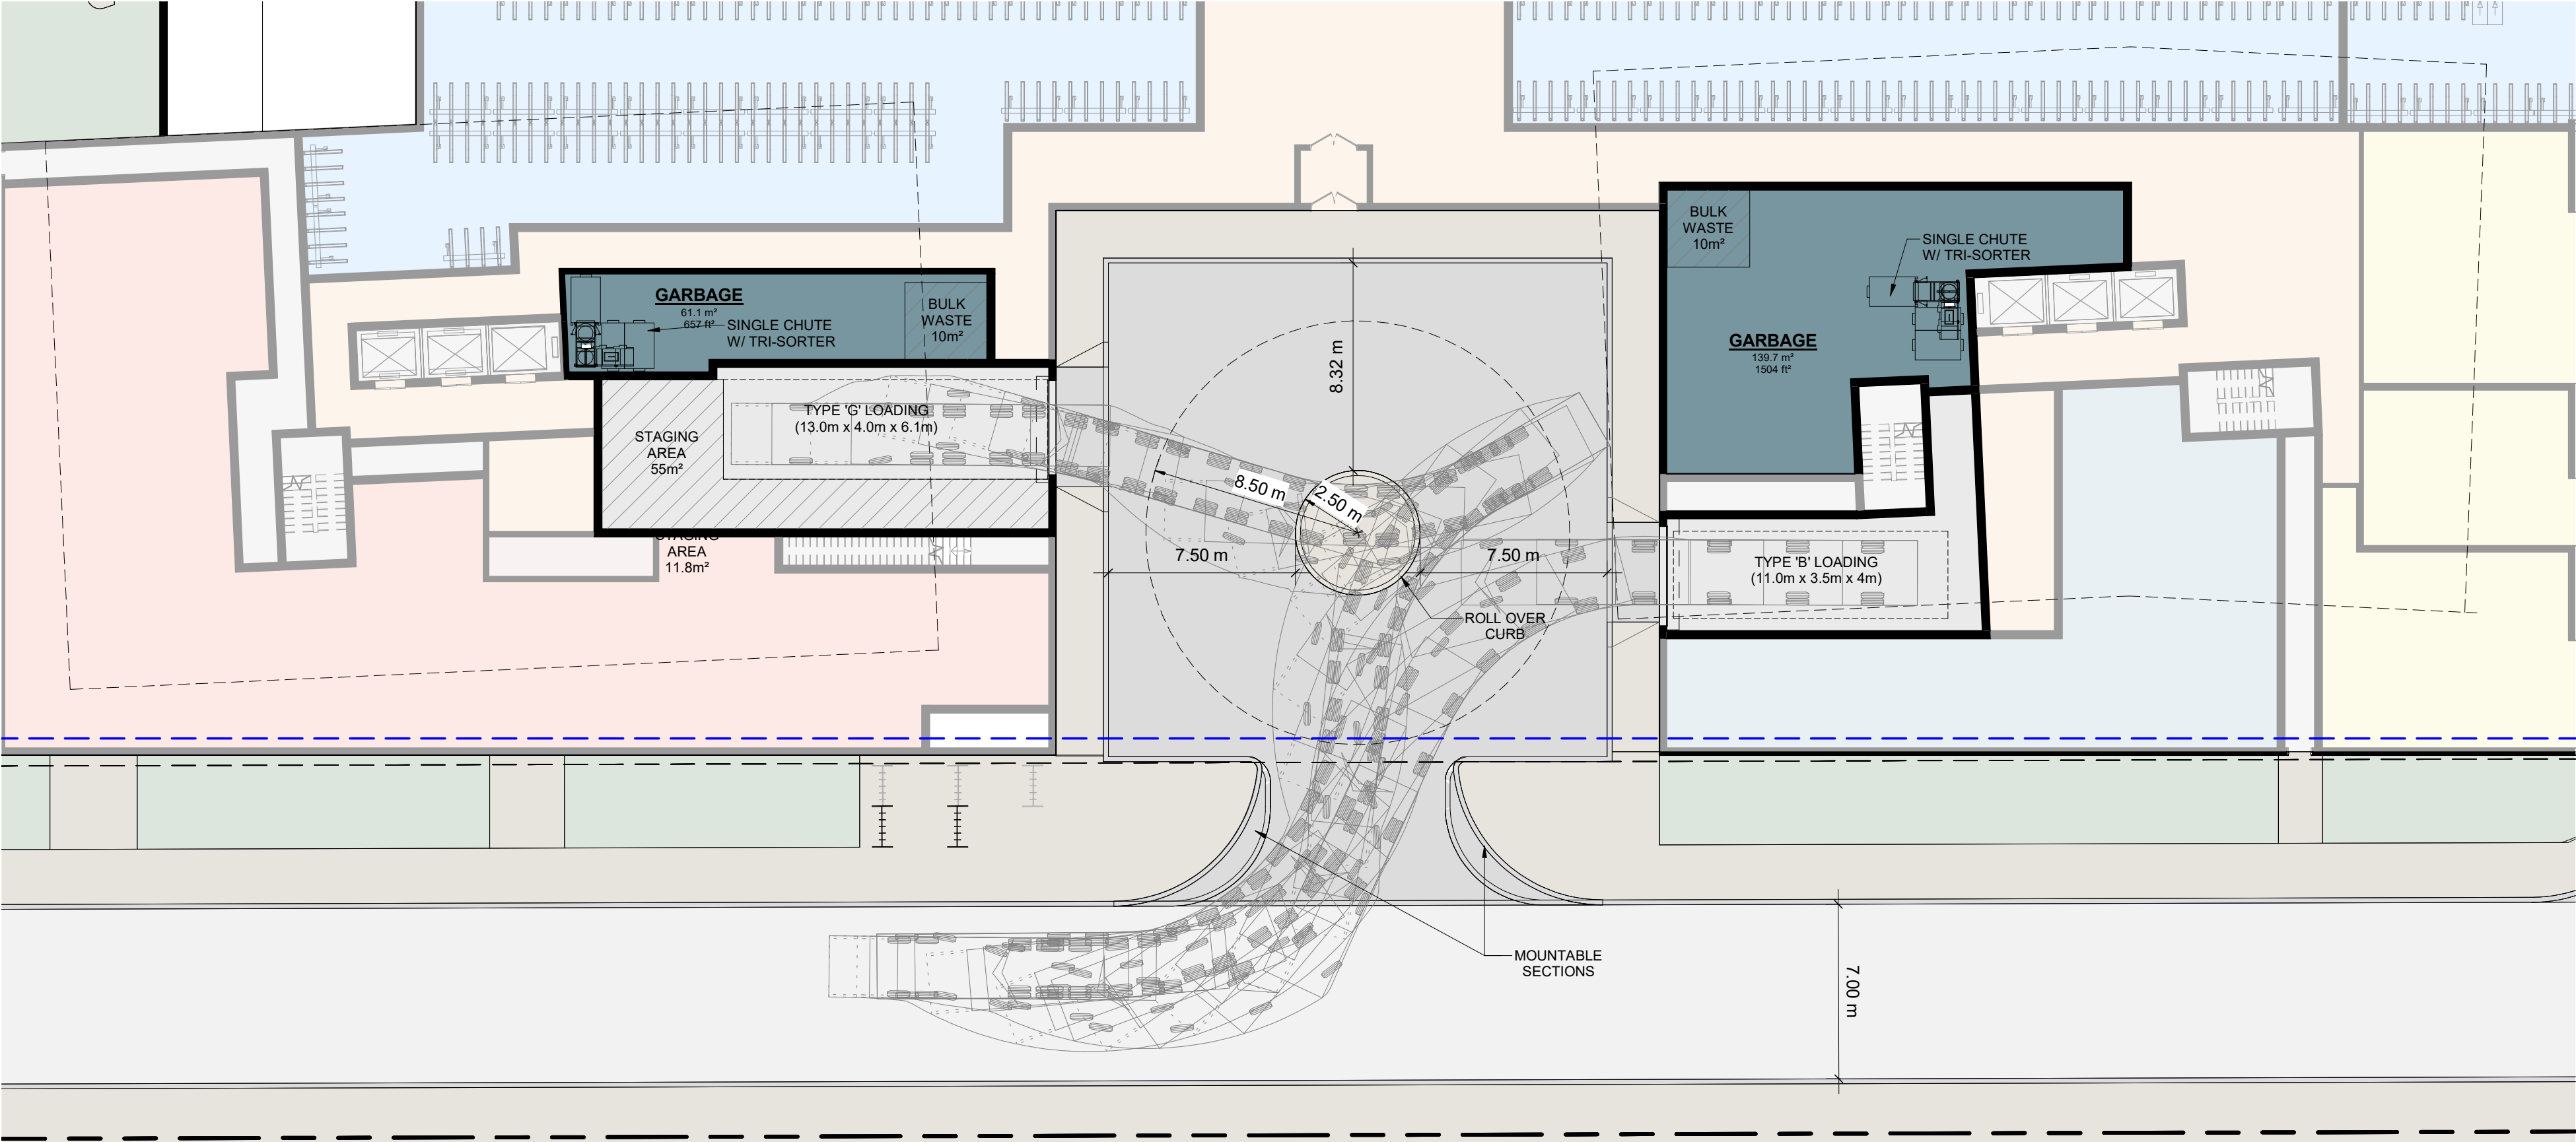 BULK
WASTE
10m²
SINGLE CHUTE
W/ TRI-SORTER
GARBAGE
61.1 m²
657 ft²
SINGLE CHUTE
W/ TRI-SORTER
BULK
WASTE
10m²
GARBAGE
139.7 m²
1504 ft²
8.32 m
TYPE 'G' LOADING
(13.0m x 4.0m x 6.1m)
STAGING
AREA
55m²
8.50 m
2.50 m
STAGING
AREA
11.8m²
7.50 m
7.50 m
TYPE 'B' LOADING
(11.0m x 3.5m x 4m)
ROLL OVER
CURB
MOUNTABLE
SECTIONS
7.00 m